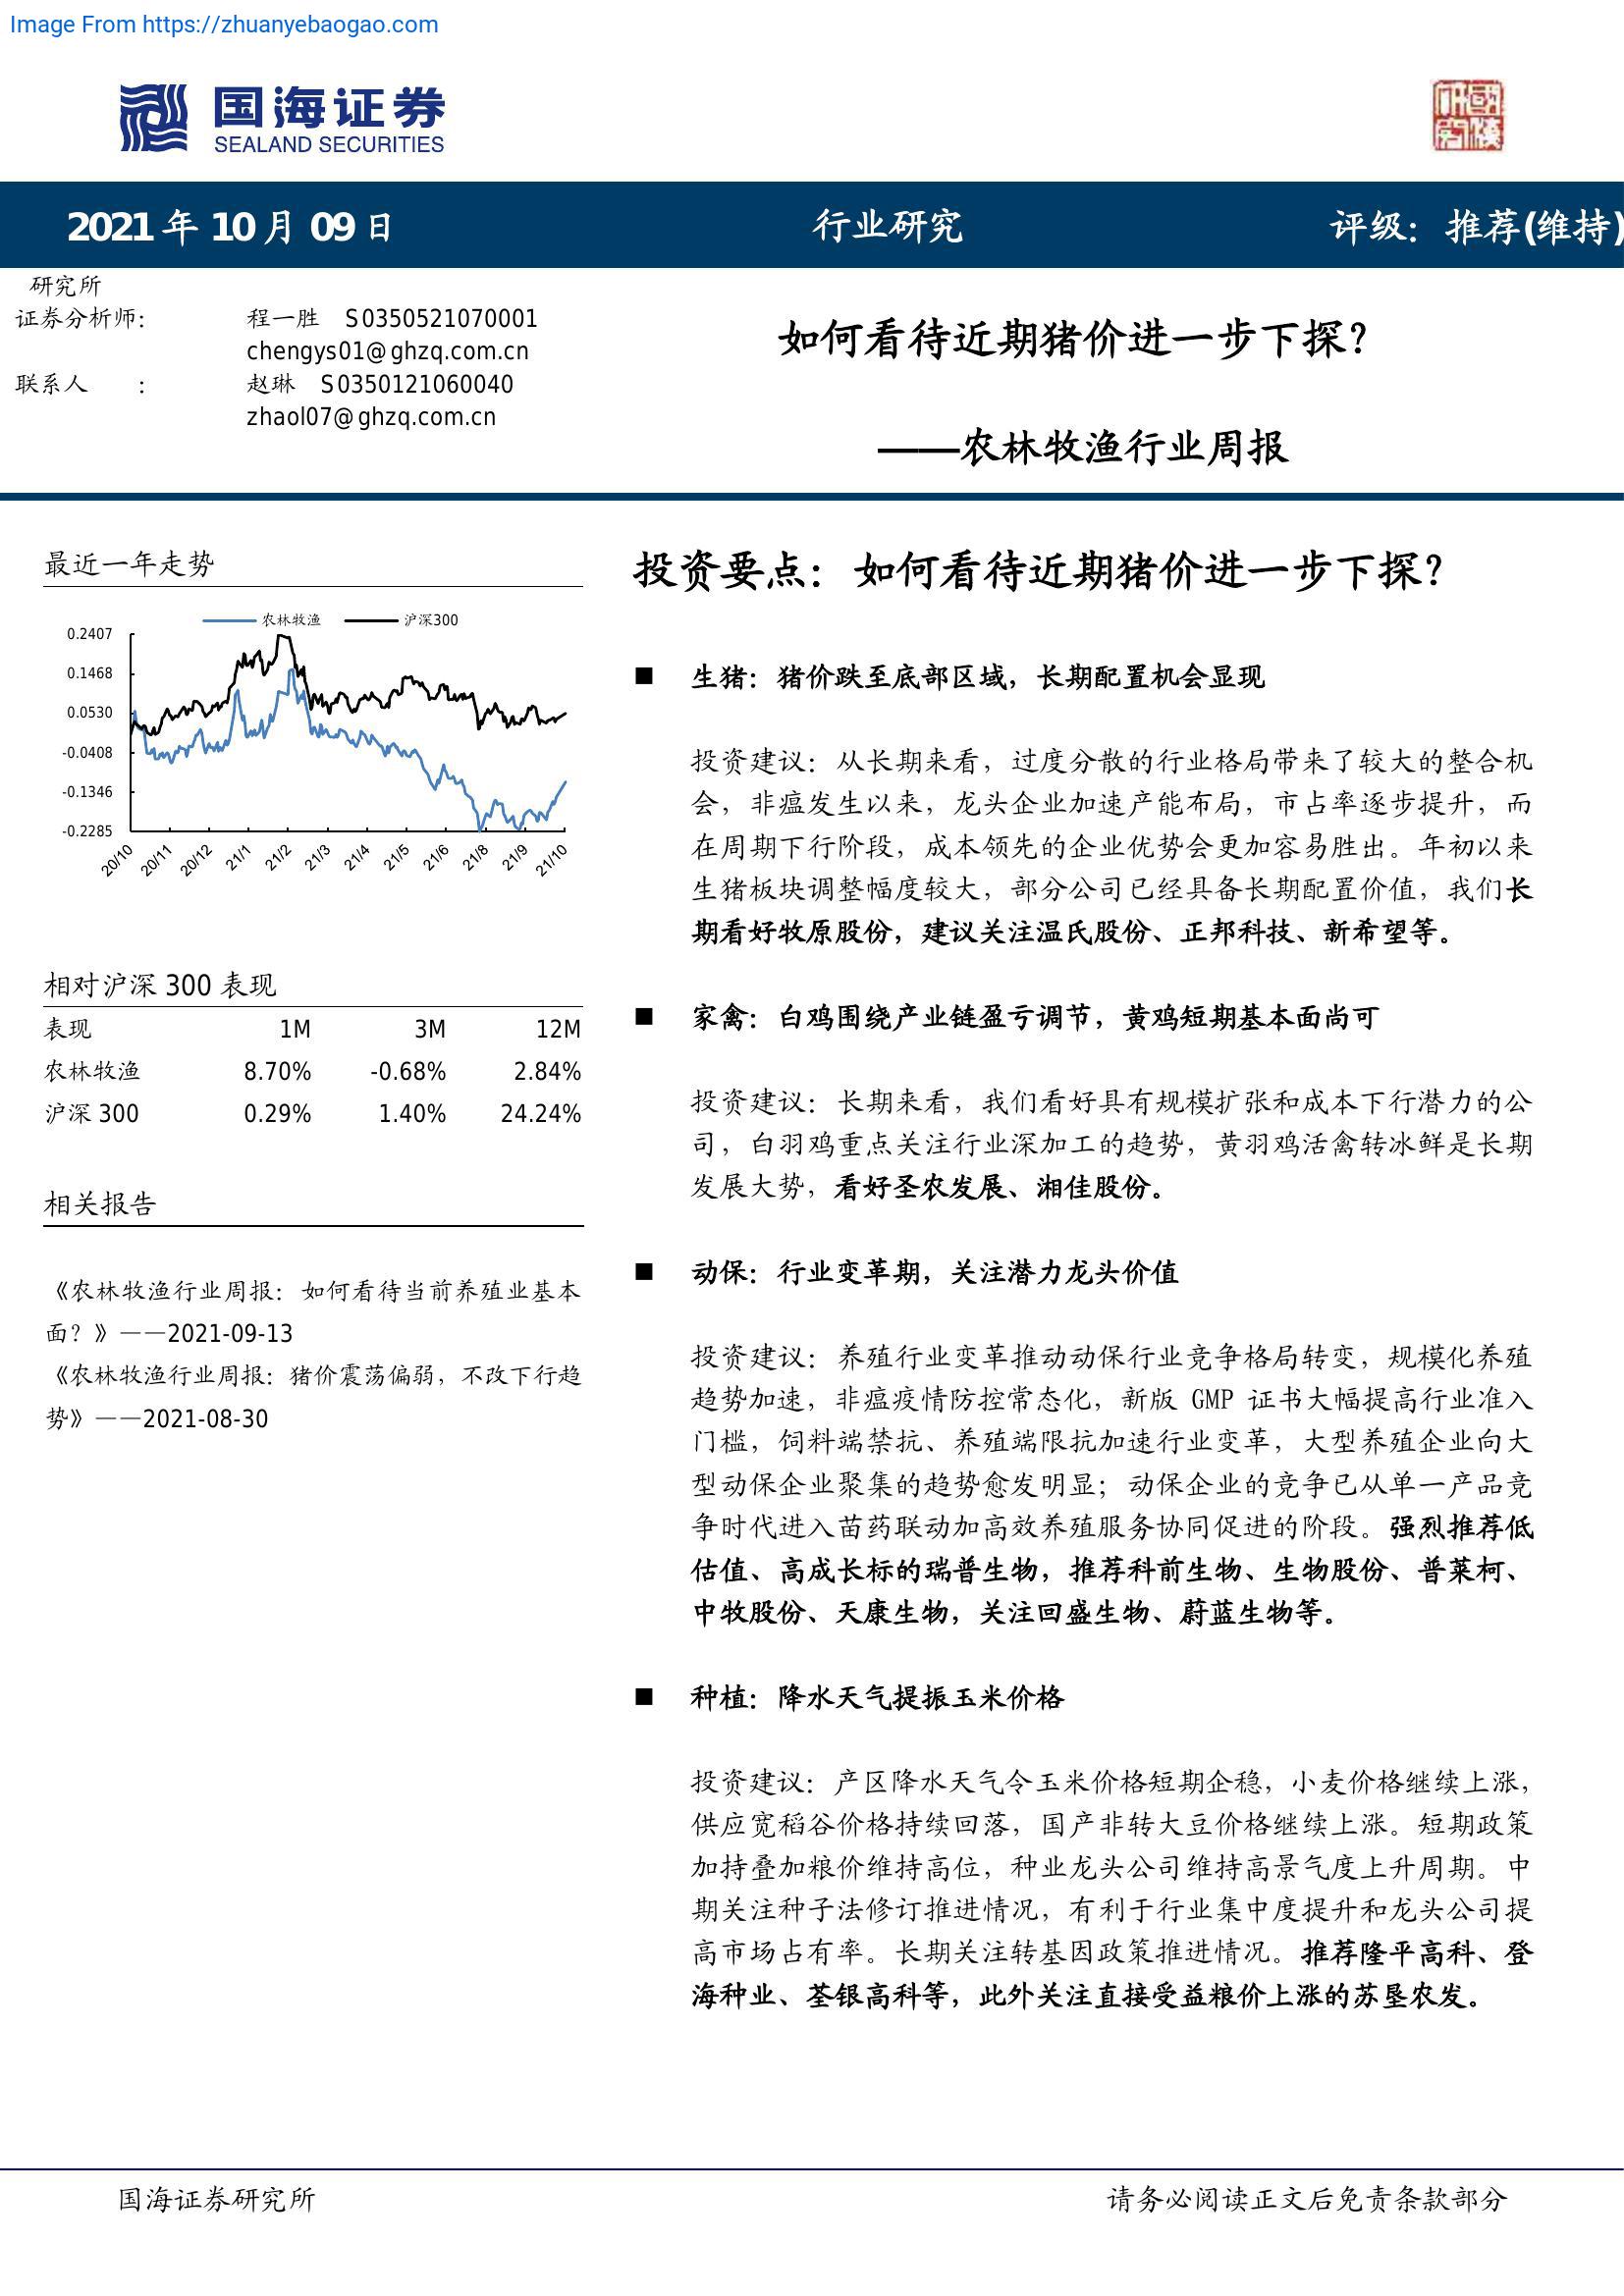 Image From https://zhuanyebaogao.com
国海证券
SEALAND SECURITIES
2021 年 10 月 09 日 行业研究 评级：推荐(维持)
研究所
证券分析师： 程一胜 S0350521070001
chengys01@ghzq.com.cn
联系人 ： 赵琳 S0350121060040
zhaol07@ghzq.com.cn
如何看待近期猪价进一步下探？
——农林牧渔行业周报
最近一年走势
农林牧渔 沪深300
0.2407
0.1468
0.0530
-0.0408
-0.1346
-0.2285
20/10 20/11 20/12 21/1 21/2 21/3 21/4 21/5 21/6 21/8 21/9 21/10
相对沪深 300 表现
表现 1M 3M 12M
农林牧渔 8.70% -0.68% 2.84%
沪深 300 0.29% 1.40% 24.24%
相关报告
《农林牧渔行业周报：如何看待当前养殖业基本
面？》——2021-09-13
《农林牧渔行业周报：猪价震荡偏弱，不改下行趋
势》——2021-08-30
投资要点：如何看待近期猪价进一步下探？
■ 生猪：猪价跌至底部区域，长期配置机会显现
投资建议：从长期来看，过度分散的行业格局带来了较大的整合机
会，非瘟发生以来，龙头企业加速产能布局，市占率逐步提升，而
在周期下行阶段，成本领先的企业优势会更加容易胜出。年初以来
生猪板块调整幅度较大，部分公司已经具备长期配置价值，我们长
期看好牧原股份，建议关注温氏股份、正邦科技、新希望等。
■ 家禽：白鸡围绕产业链盈亏调节，黄鸡短期基本面尚可
投资建议：长期来看，我们看好具有规模扩张和成本下行潜力的公
司，白羽鸡重点关注行业深加工的趋势，黄羽鸡活禽转冰鲜是长期
发展大势，看好圣农发展、湘佳股份。
■ 动保：行业变革期，关注潜力龙头价值
投资建议：养殖行业变革推动动保行业竞争格局转变，规模化养殖
趋势加速，非瘟疫情防控常态化，新版 GMP 证书大幅提高行业准入
门槛，饲料端禁抗、养殖端限抗加速行业变革，大型养殖企业向大
型动保企业聚集的趋势愈发明显；动保企业的竞争已从单一产品竞
争时代进入苗药联动加高效养殖服务协同促进的阶段。强烈推荐低
估值、高成长标的瑞普生物，推荐科前生物、生物股份、普莱柯、
中牧股份、天康生物，关注回盛生物、蔚蓝生物等。
■ 种植：降水天气提振玉米价格
投资建议：产区降水天气令玉米价格短期企稳，小麦价格继续上涨，
供应宽稻谷价格持续回落，国产非转大豆价格继续上涨。短期政策
加持叠加粮价维持高位，种业龙头公司维持高景气度上升周期。中
期关注种子法修订推进情况，有利于行业集中度提升和龙头公司提
高市场占有率。长期关注转基因政策推进情况。推荐隆平高科、登
海种业、荃银高科等，此外关注直接受益粮价上涨的苏垦农发。
国海证券研究所 请务必阅读正文后免责条款部分